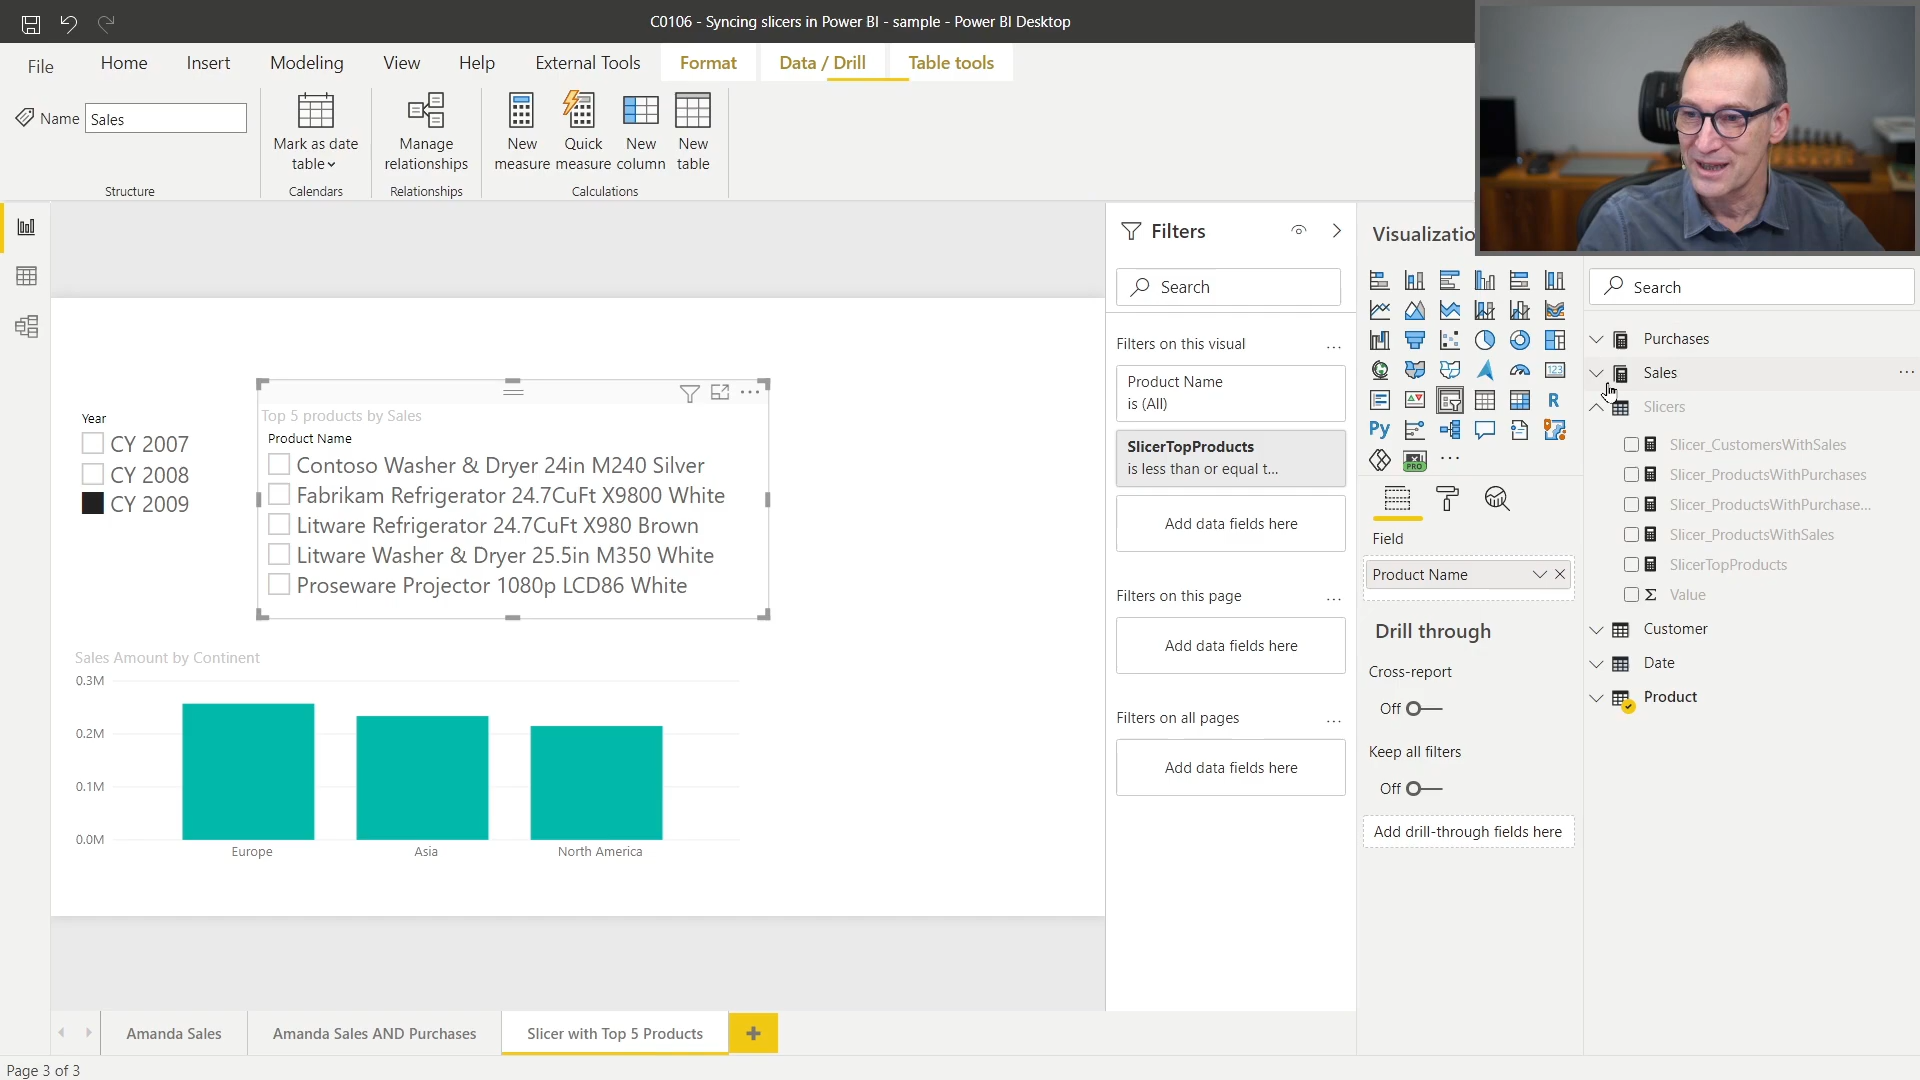 C0106 - Syncing slicers in Power BI - sample - Power BI Desktop
File
Home
Insert
Modeling
View
Help
External Tools
Format
Data / Drill
Table tools
Name
Sales
Mark as date
table
Manage
relationships
New
measure
Quick
measure
New
column
New
table
Structure
Calendars
Relationships
Calculations
Year
CY 2007
CY 2008
CY 2009
Top 5 products by Sales
Product Name
Contoso Washer & Dryer 24in M240 Silver
Fabrikam Refrigerator 24.7CuFt X9800 White
Litware Refrigerator 24.7CuFt X980 Brown
Litware Washer & Dryer 25.5in M350 White
Proseware Projector 1080p LCD86 White
Sales Amount by Continent
0.3M
0.2M
0.1M
0.0M
Europe
Asia
North America
Filters
Search
Filters on this visual
Product Name
is (All)
SlicerTopProducts
is less than or equal t...
Add data fields here
Filters on this page
Add data fields here
Filters on all pages
Add data fields here
Visualizatio
123
R
Py
PRO
Field
Product Name
Drill through
Cross-report
Off
Keep all filters
Off
Add drill-through fields here
Search
Purchases
Sales
Slicers
Slicer_CustomersWithSales
Slicer_ProductsWithPurchases
Slicer_ProductsWithPurchase...
Slicer_ProductsWithSales
SlicerTopProducts
Σ Value
Customer
Date
Product
Amanda Sales
Amanda Sales AND Purchases
Slicer with Top 5 Products
Page 3 of 3